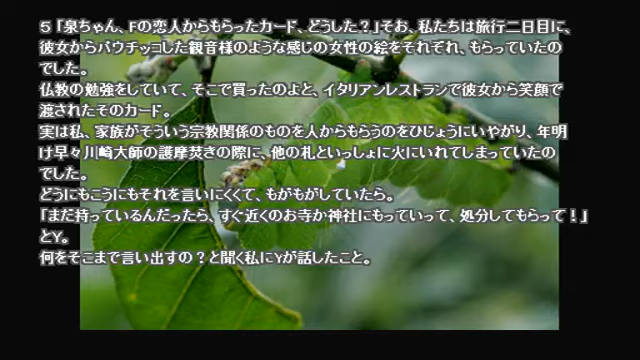 ５「泉ちゃん、Fの恋人からもらったカード、どうした？」そお、私たちは旅行二日目に、
彼女からパウチッコした観音様のような感じの女性の絵をそれぞれ、もらっていたの
でした。
仏教の勉強をしていて、そこで買ったのよと、イタリアンレストランで彼女から笑顔で
渡されたそのカード。
実は私、家族がそういう宗教関係のものを人からもらうのをひじょうにいやがり、年明
け早々川崎大師の護摩焚きの際に、他の札といっしょに火にいれてしまっていたの
でした。
どうにもこうにもそれを言いにくくて、もがもがしていたら。
「まだ持っているんだったら、すぐ近くのお寺か神社にもっていって、処分してもらって！」
とY。
何をそこまで言い出すの？と聞く私にYが話したこと。